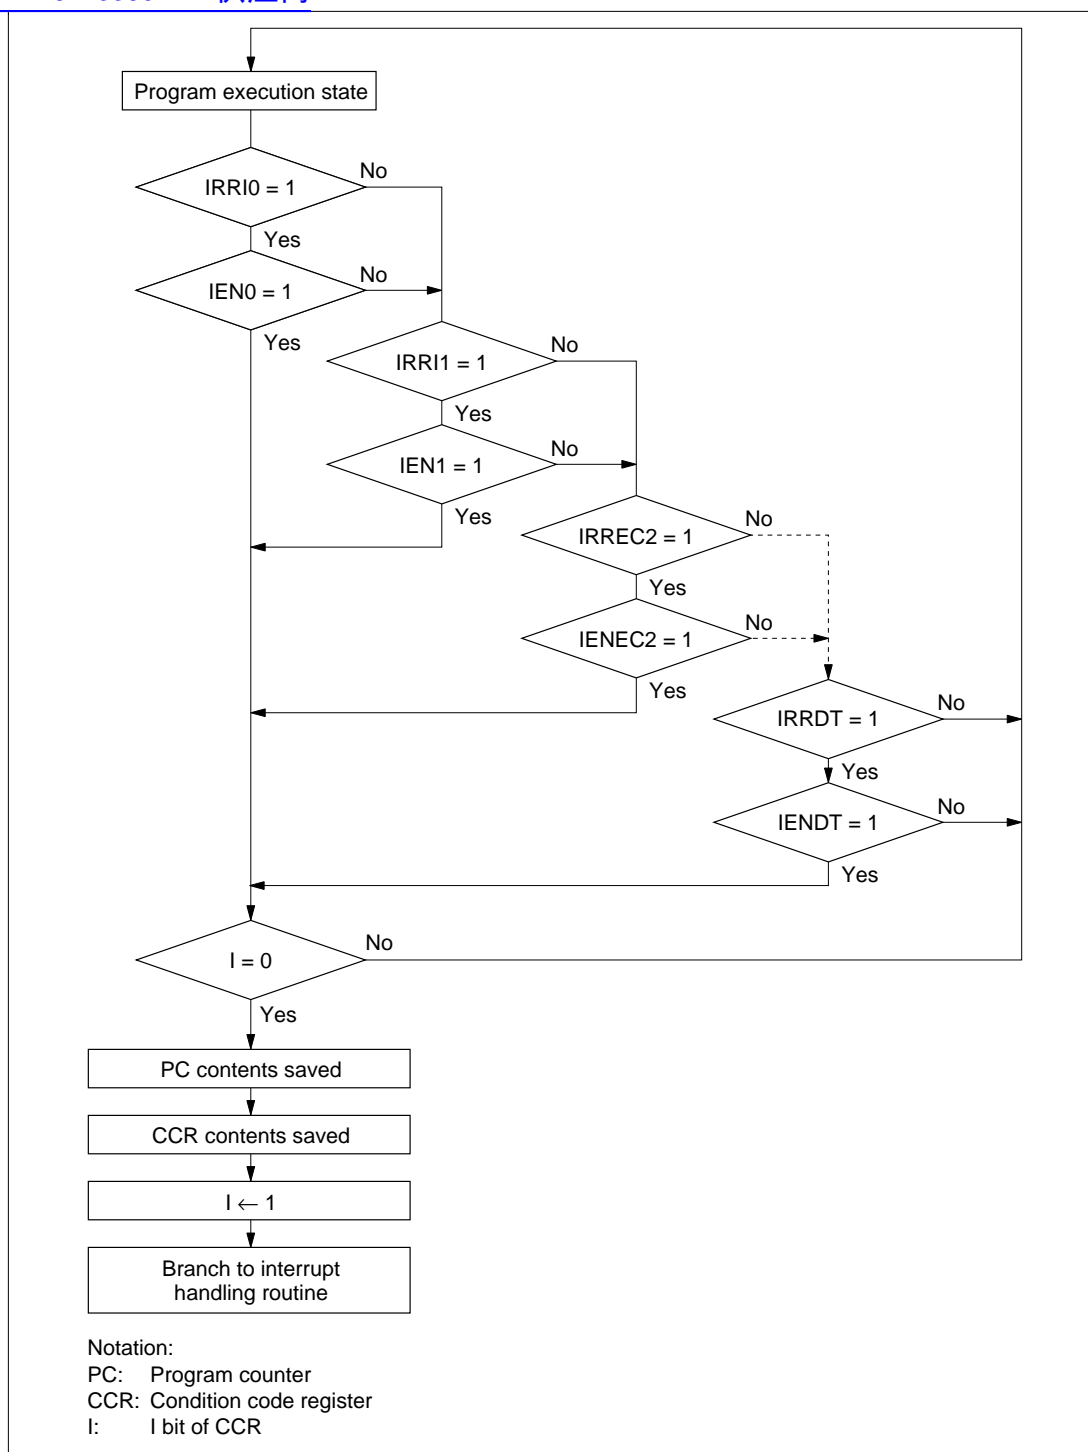 Program execution state
No
IRRI0 = 1
Yes
No
IEN0 = 1
Yes
No
IRRI1 = 1
Yes
No
IEN1 = 1
Yes
No
IRREC2 = 1
Yes
No
IENEC2 = 1
Yes
No
IRRDT = 1
Yes
No
IENDT = 1
Yes
No
I = 0
Yes
PC contents saved
CCR contents saved
I ← 1
Branch to interrupt
handling routine
Notation:
PC: Program counter
CCR: Condition code register
I: I bit of CCR